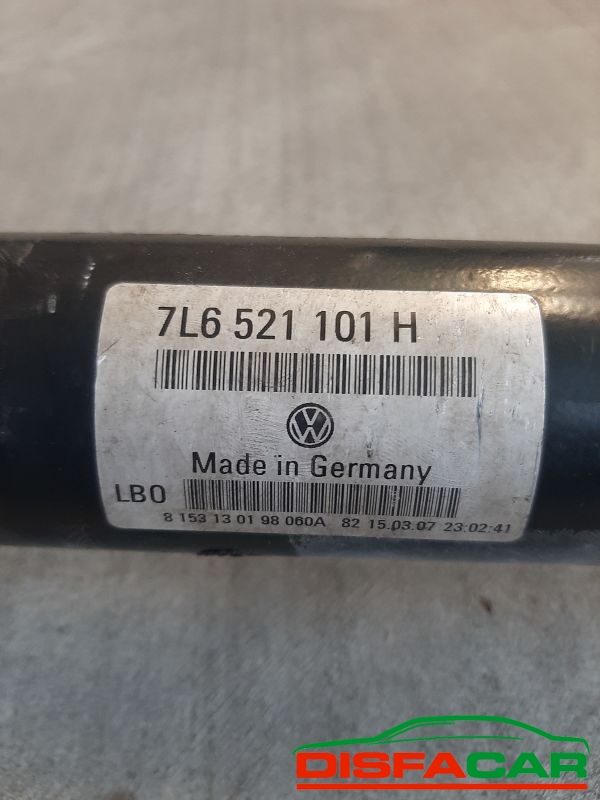 7L6 521 101 H
Made in Germany
LBO
8 153 13 01 98 060A 82 15.03.07 23:02:41
DISFACAR